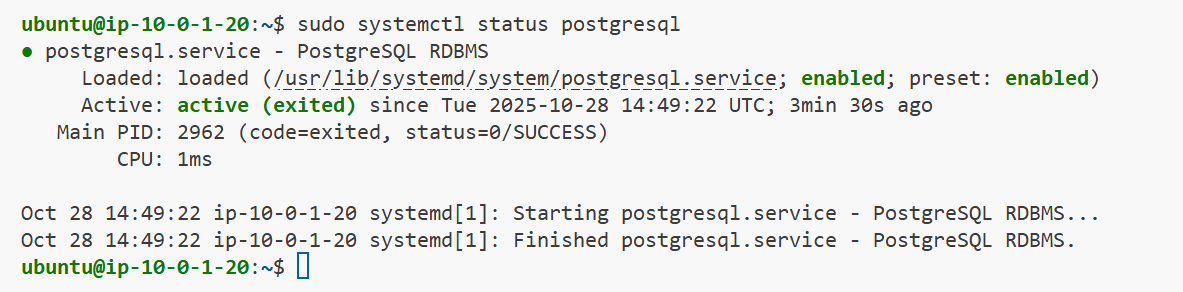 ubuntu@ip-10-0-1-20:~$ sudo systemctl status postgresql
● postgresql.service - PostgreSQL RDBMS
     Loaded: loaded (/usr/lib/systemd/system/postgresql.service; enabled; preset: enabled)
     Active: active (exited) since Tue 2025-10-28 14:49:22 UTC; 3min 30s ago
   Main PID: 2962 (code=exited, status=0/SUCCESS)
        CPU: 1ms

Oct 28 14:49:22 ip-10-0-1-20 systemd[1]: Starting postgresql.service - PostgreSQL RDBMS...
Oct 28 14:49:22 ip-10-0-1-20 systemd[1]: Finished postgresql.service - PostgreSQL RDBMS.
ubuntu@ip-10-0-1-20:~$